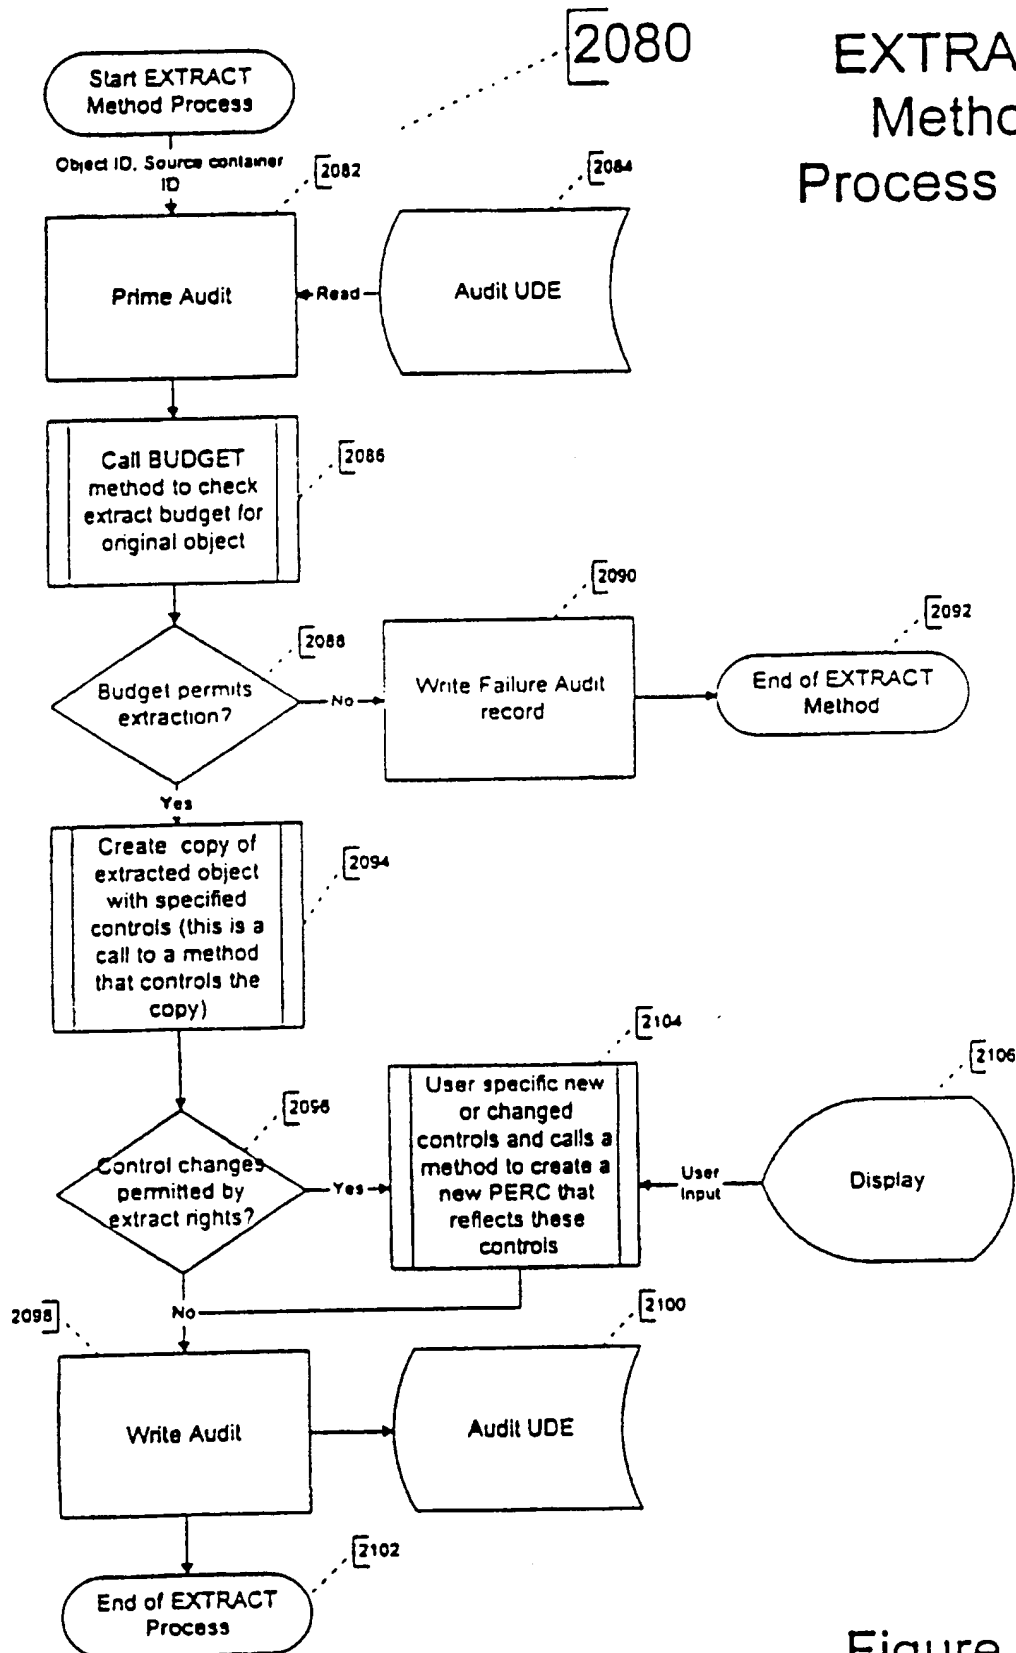 2080
EXTRA
Metho
Process
Start EXTRACT
Method Process
Object ID, Source container
ID
2082
2084
Prime Audit
Read
Audit UDE
Call BUDGET
method to check
extract budget for
original object
2086
2088
2090
2092
Budget permits
extraction?
No
Write Failure Audit
record
End of EXTRACT
Method
Yes
Create copy of
extracted object
with specified
controls (this is a
call to a method
that controls the
copy)
2094
2104
2106
2096
Control changes
permitted by
extract rights?
Yes
User specific new
or changed
controls and calls a
method to create a
new PERC that
reflects these
controls
User
Input
Display
No
2098
2100
Write Audit
Audit UDE
2102
End of EXTRACT
Process
Figure